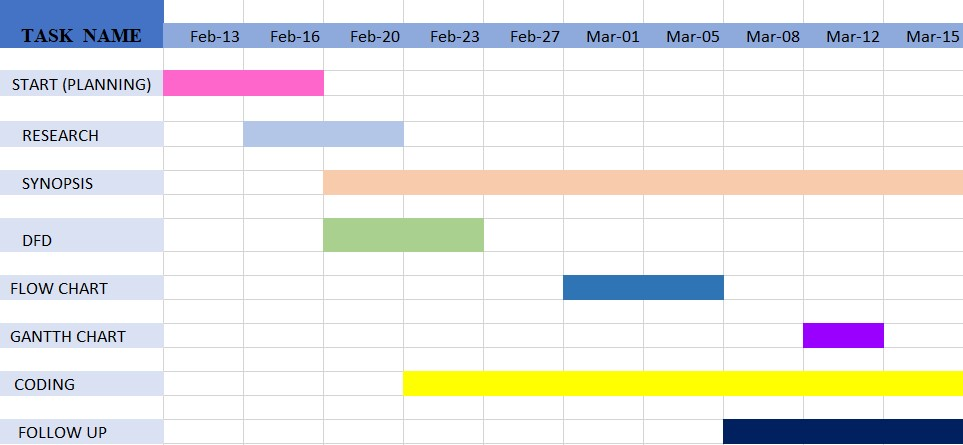 TASK NAME Feb-13 Feb-16 Feb-20 Feb-23 Feb-27 Mar-01 Mar-05 Mar-08 Mar-12 Mar-15
START (PLANNING)
RESEARCH
SYNOPSIS
DFD
FLOW CHART
GANTTH CHART
CODING
FOLLOW UP